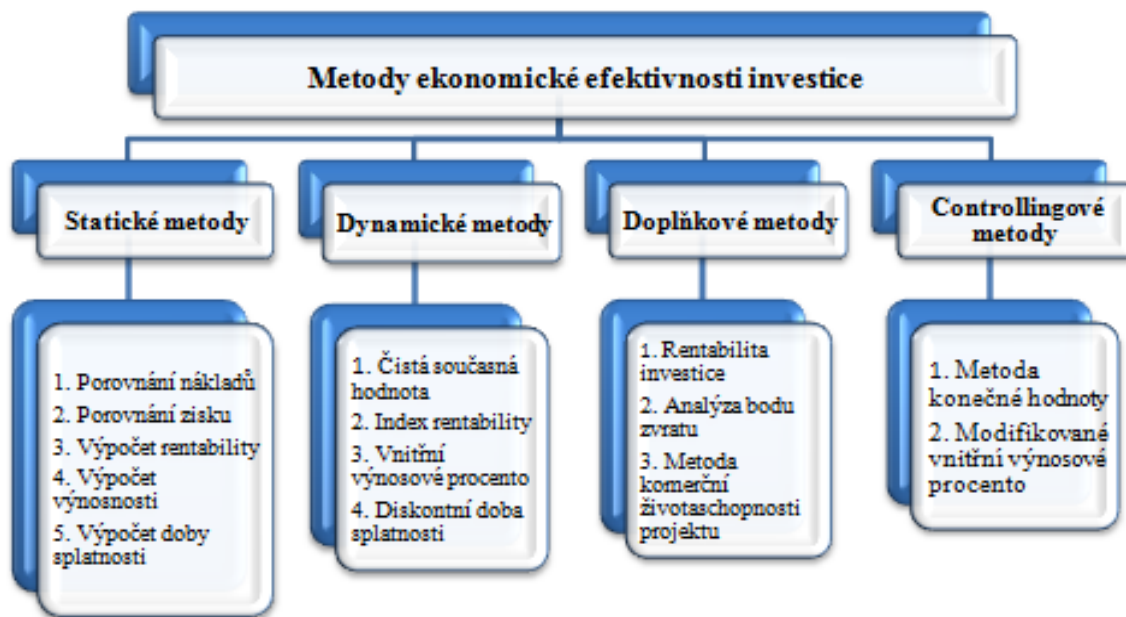 Metody ekonomické efektivnosti investice
Statické metody
Dynamické metody
Doplňkové metody
Controllingové
metody
1. Porovnání nákladů
2. Porovnání zisku
3. Výpočet rentability
4. Výpočet
výnosnosti
5. Výpočet doby
splatnosti
1. Čistá současná
hodnota
2. Index rentability
3. Vnitřní
výnosové procento
4. Diskontní doba
splatnosti
1. Rentabilita
investice
2. Analýza bodu
zvratu
3. Metoda
komerční
životaschopnosti
projektu
1. Metoda
konečné hodnoty
2. Modifikované
vnitřní výnosové
procento